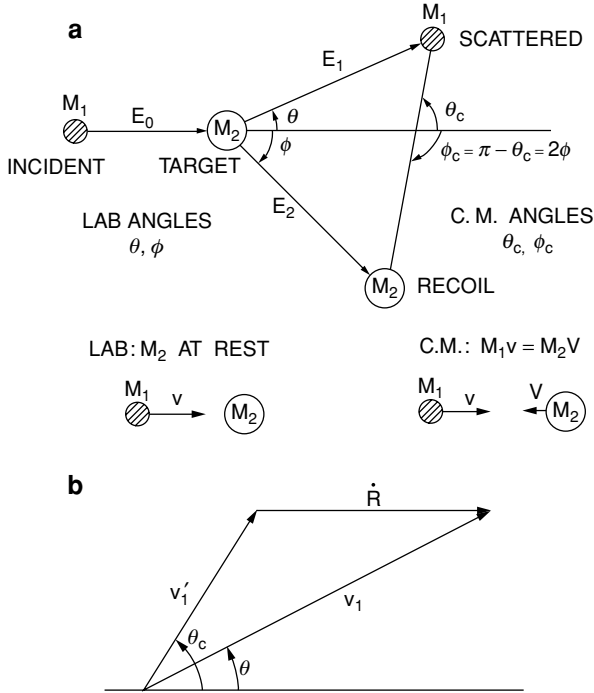 a
M₁
SCATTERED
E₁
M₁
E₀
M₂
θ
θc
INCIDENT
TARGET
ϕ
ϕc = π − θc = 2ϕ
E₂
LAB ANGLES
θ, ϕ
C. M. ANGLES
θc, ϕc
M₂
RECOIL
LAB: M₂ AT REST
C.M.: M₁v = M₂V
M₁
v
M₂
M₁
v
V
M₂
b
Ṙ
v₁′
v₁
θc
θ